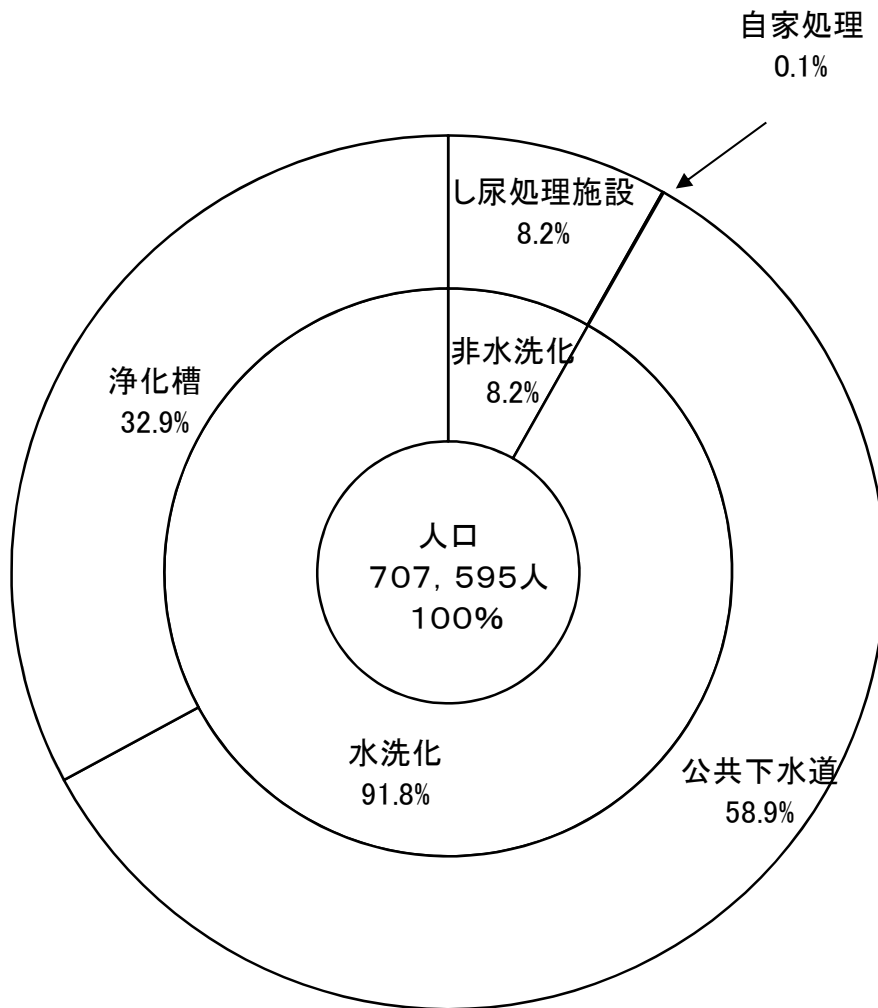 自家処理
0.1%
し尿処理施設
8.2%
非水洗化
8.2%
浄化槽
32.9%
人口
707,595人
100%
水洗化
91.8%
公共下水道
58.9%